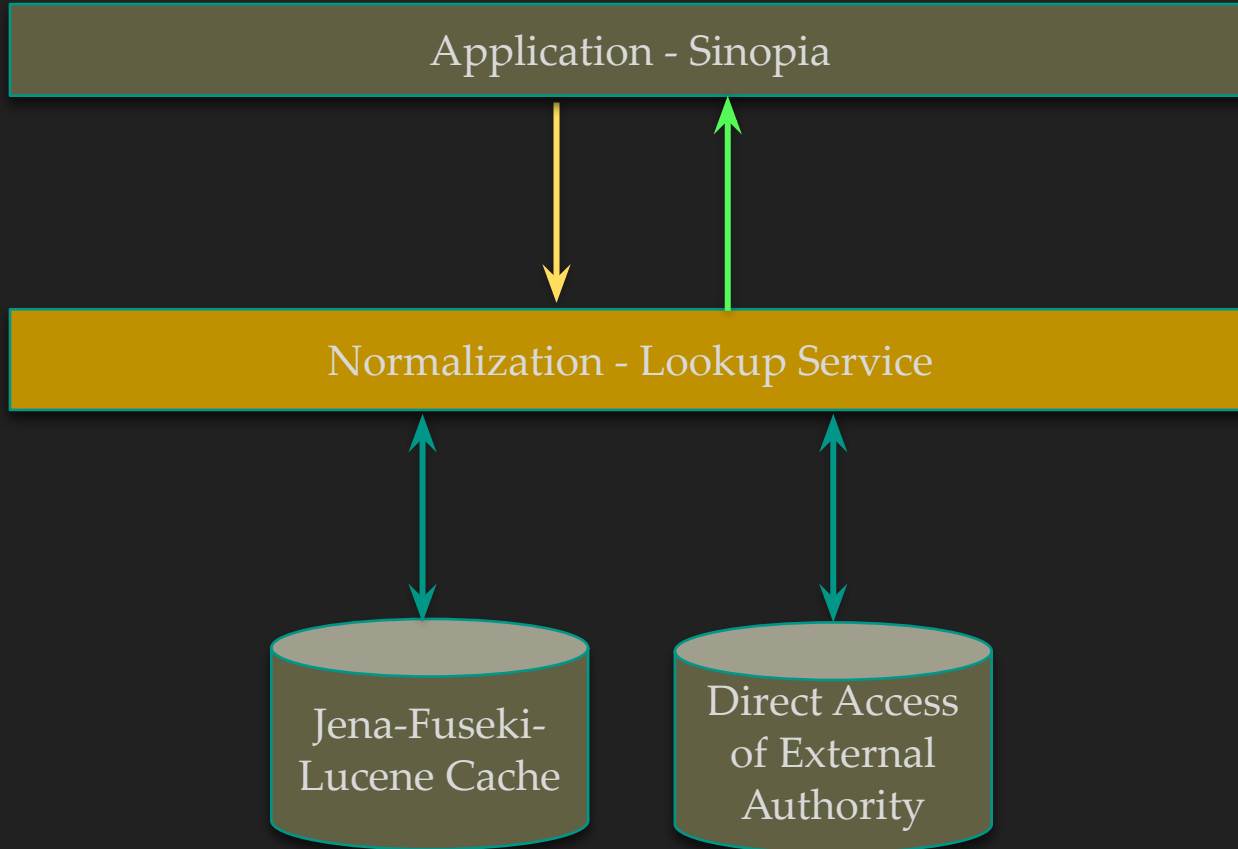 Application - Sinopia
Normalization - Lookup Service
Jena-Fuseki-
Lucene Cache
Direct Access
of External
Authority